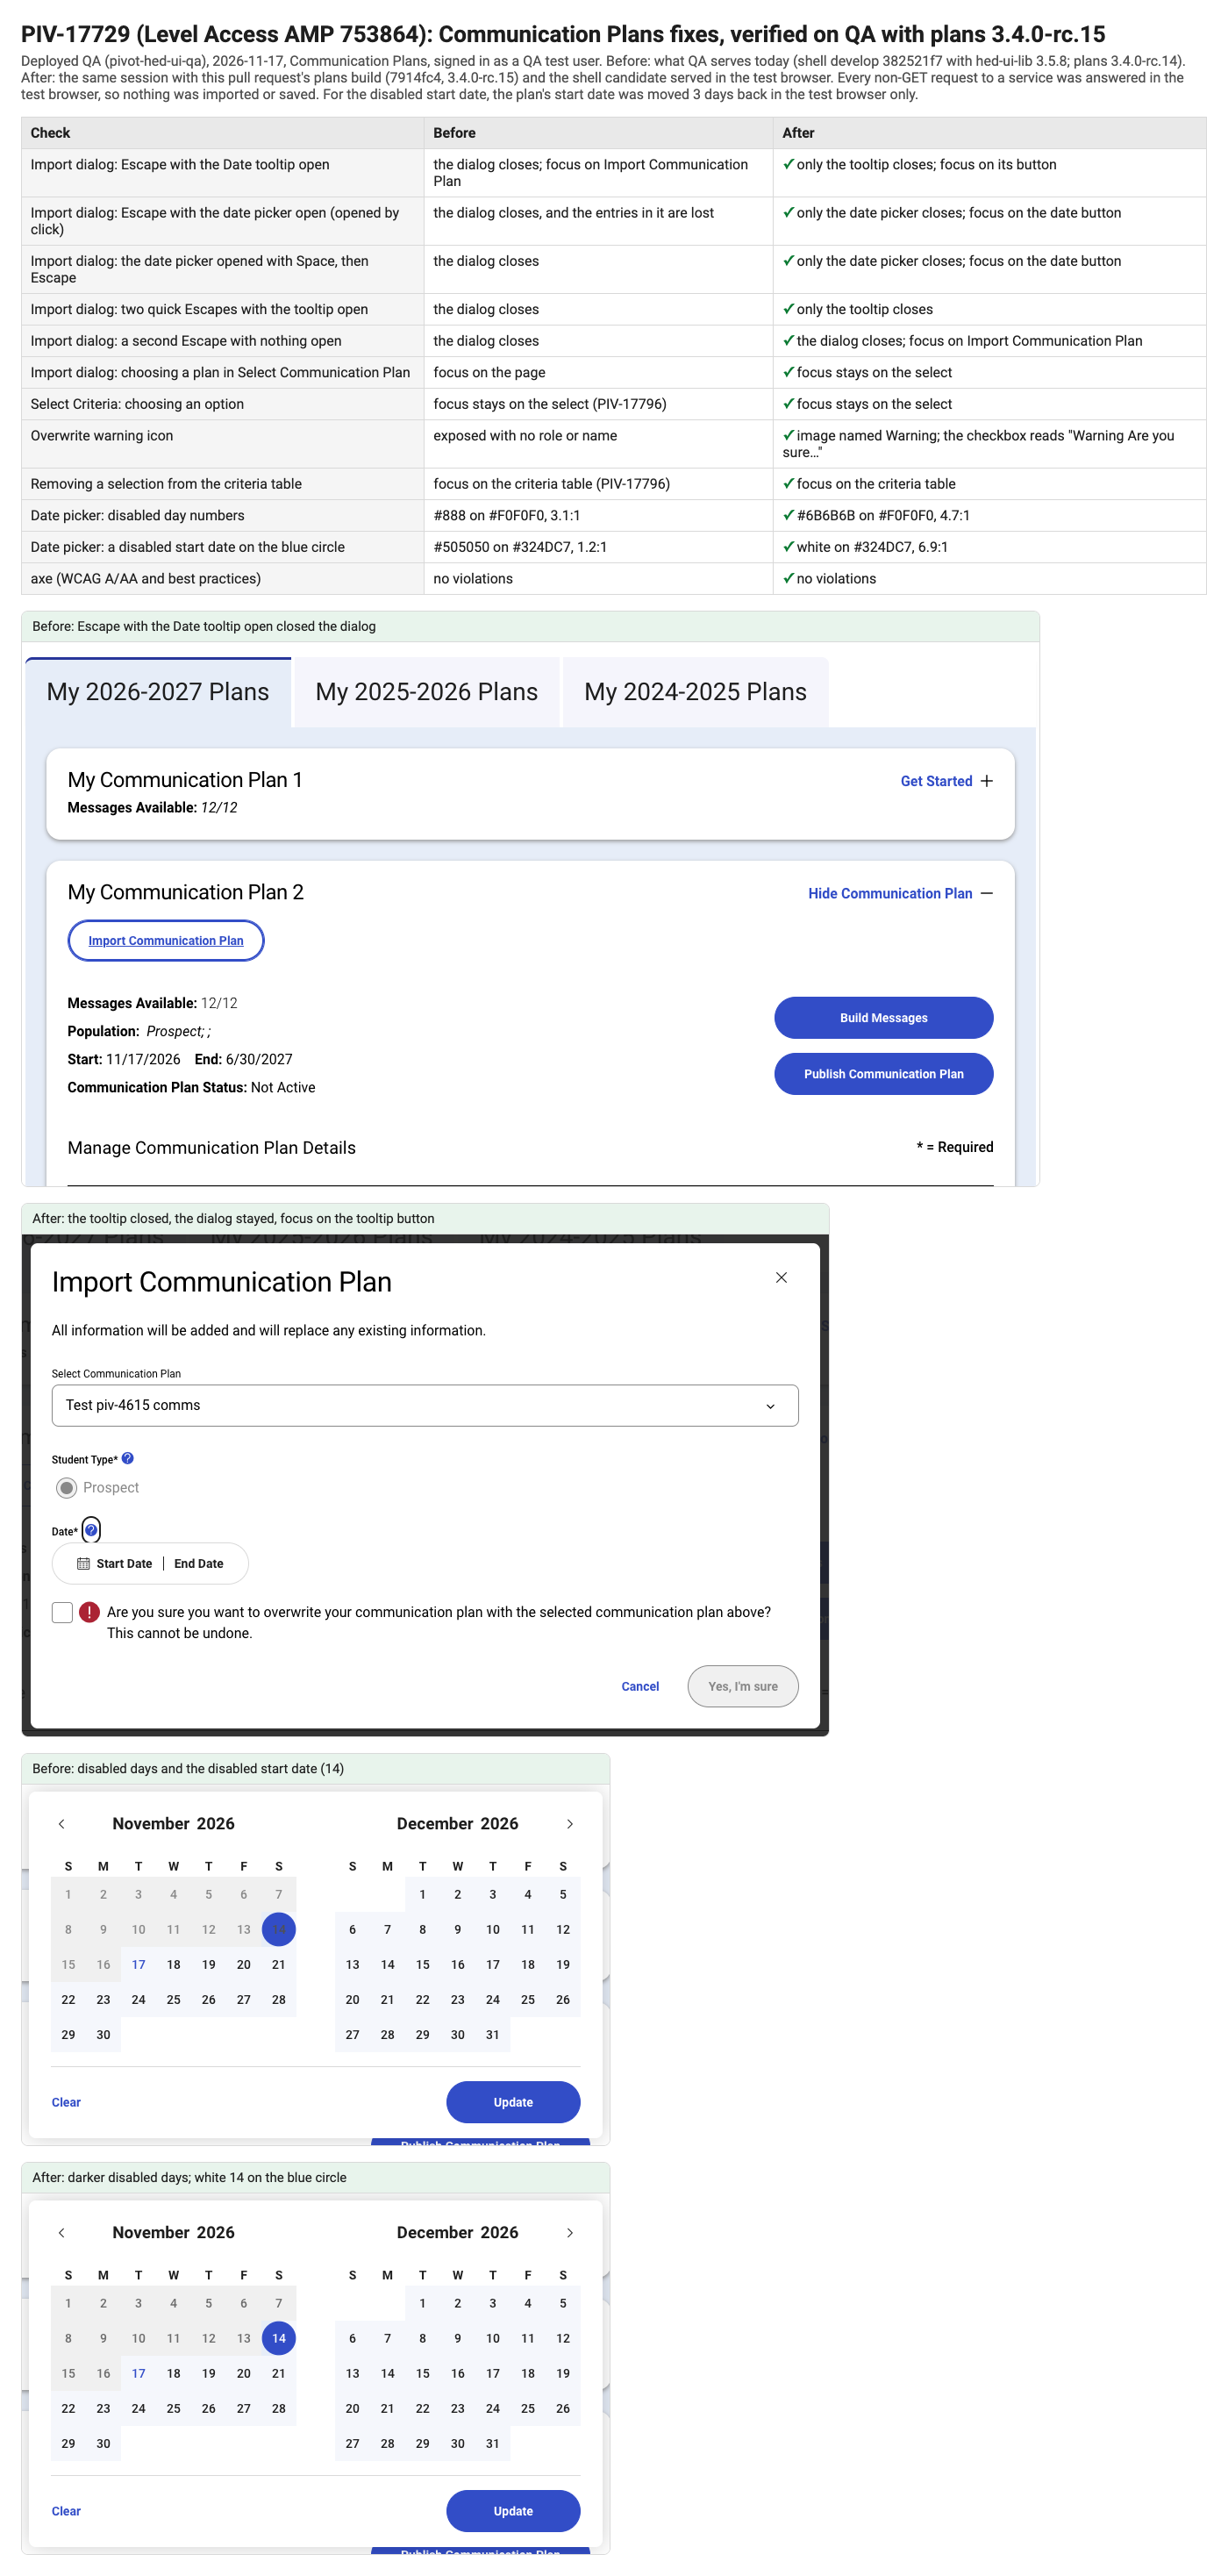 PIV-17729 (Level Access AMP 753864): Communication Plans fixes, verified on QA with plans 3.4.0-rc.15
Deployed QA (pivot-hed-ui-qa), 2026-11-17, Communication Plans, signed in as a QA test user. Before: what QA serves today (shell develop 382521f7 with hed-ui-lib 3.5.8; plans 3.4.0-rc.14).
After: the same session with this pull request's plans build (7914fc4, 3.4.0-rc.15) and the shell candidate served in the test browser. Every non-GET request to a service was answered in the
test browser, so nothing was imported or saved. For the disabled start date, the plan's start date was moved 3 days back in the test browser only.
Check Before After
Import dialog: Escape with the Date tooltip open the dialog closes; focus on Import Communication ✓ only the tooltip closes; focus on its button
Plan
Import dialog: Escape with the date picker open (opened by the dialog closes, and the entries in it are lost ✓ only the date picker closes; focus on the date button
click)
Import dialog: the date picker opened with Space, then the dialog closes ✓ only the date picker closes; focus on the date button
Escape
Import dialog: two quick Escapes with the tooltip open the dialog closes ✓ only the tooltip closes
Import dialog: a second Escape with nothing open the dialog closes ✓ the dialog closes; focus on Import Communication Plan
Import dialog: choosing a plan in Select Communication Plan focus on the page ✓ focus stays on the select
Select Criteria: choosing an option focus stays on the select (PIV-17796) ✓ focus stays on the select
Overwrite warning icon exposed with no role or name ✓ image named Warning; the checkbox reads "Warning Are you
sure…"
Removing a selection from the criteria table focus on the criteria table (PIV-17796) ✓ focus on the criteria table
Date picker: disabled day numbers #888 on #F0F0F0, 3.1:1 ✓ #6B6B6B on #F0F0F0, 4.7:1
Date picker: a disabled start date on the blue circle #505050 on #324DC7, 1.2:1 ✓ white on #324DC7, 6.9:1
axe (WCAG A/AA and best practices) no violations ✓ no violations
Before: Escape with the Date tooltip open closed the dialog
My 2026-2027 Plans My 2025-2026 Plans My 2024-2025 Plans
My Communication Plan 1
Get Started
Messages Available: 12/12
My Communication Plan 2
Hide Communication Plan
Import Communication Plan
Messages Available: 12/12
Build Messages
Population: Prospect; ;
Start: 11/17/2026 End: 6/30/2027
Publish Communication Plan
Communication Plan Status: Not Active
Manage Communication Plan Details * = Required
After: the tooltip closed, the dialog stayed, focus on the tooltip button
Import Communication Plan
All information will be added and will replace any existing information.
Select Communication Plan
Test piv-4615 comms
Student Type* ?
Prospect
Date* ?
Start Date | End Date
! Are you sure you want to overwrite your communication plan with the selected communication plan above?
This cannot be undone.
Cancel Yes, I'm sure
Before: disabled days and the disabled start date (14)
November 2026 December 2026
S M T W T F S S M T W T F S
1 2 3 4 5 6 7 1 2 3 4 5
8 9 10 11 12 13 14 6 7 8 9 10 11 12
15 16 17 18 19 20 21 13 14 15 16 17 18 19
22 23 24 25 26 27 28 20 21 22 23 24 25 26
29 30 27 28 29 30 31
Clear Update
Publish Communication Plan
After: darker disabled days; white 14 on the blue circle
November 2026 December 2026
S M T W T F S S M T W T F S
1 2 3 4 5 6 7 1 2 3 4 5
8 9 10 11 12 13 14 6 7 8 9 10 11 12
15 16 17 18 19 20 21 13 14 15 16 17 18 19
22 23 24 25 26 27 28 20 21 22 23 24 25 26
29 30 27 28 29 30 31
Clear Update
Publish Communication Plan